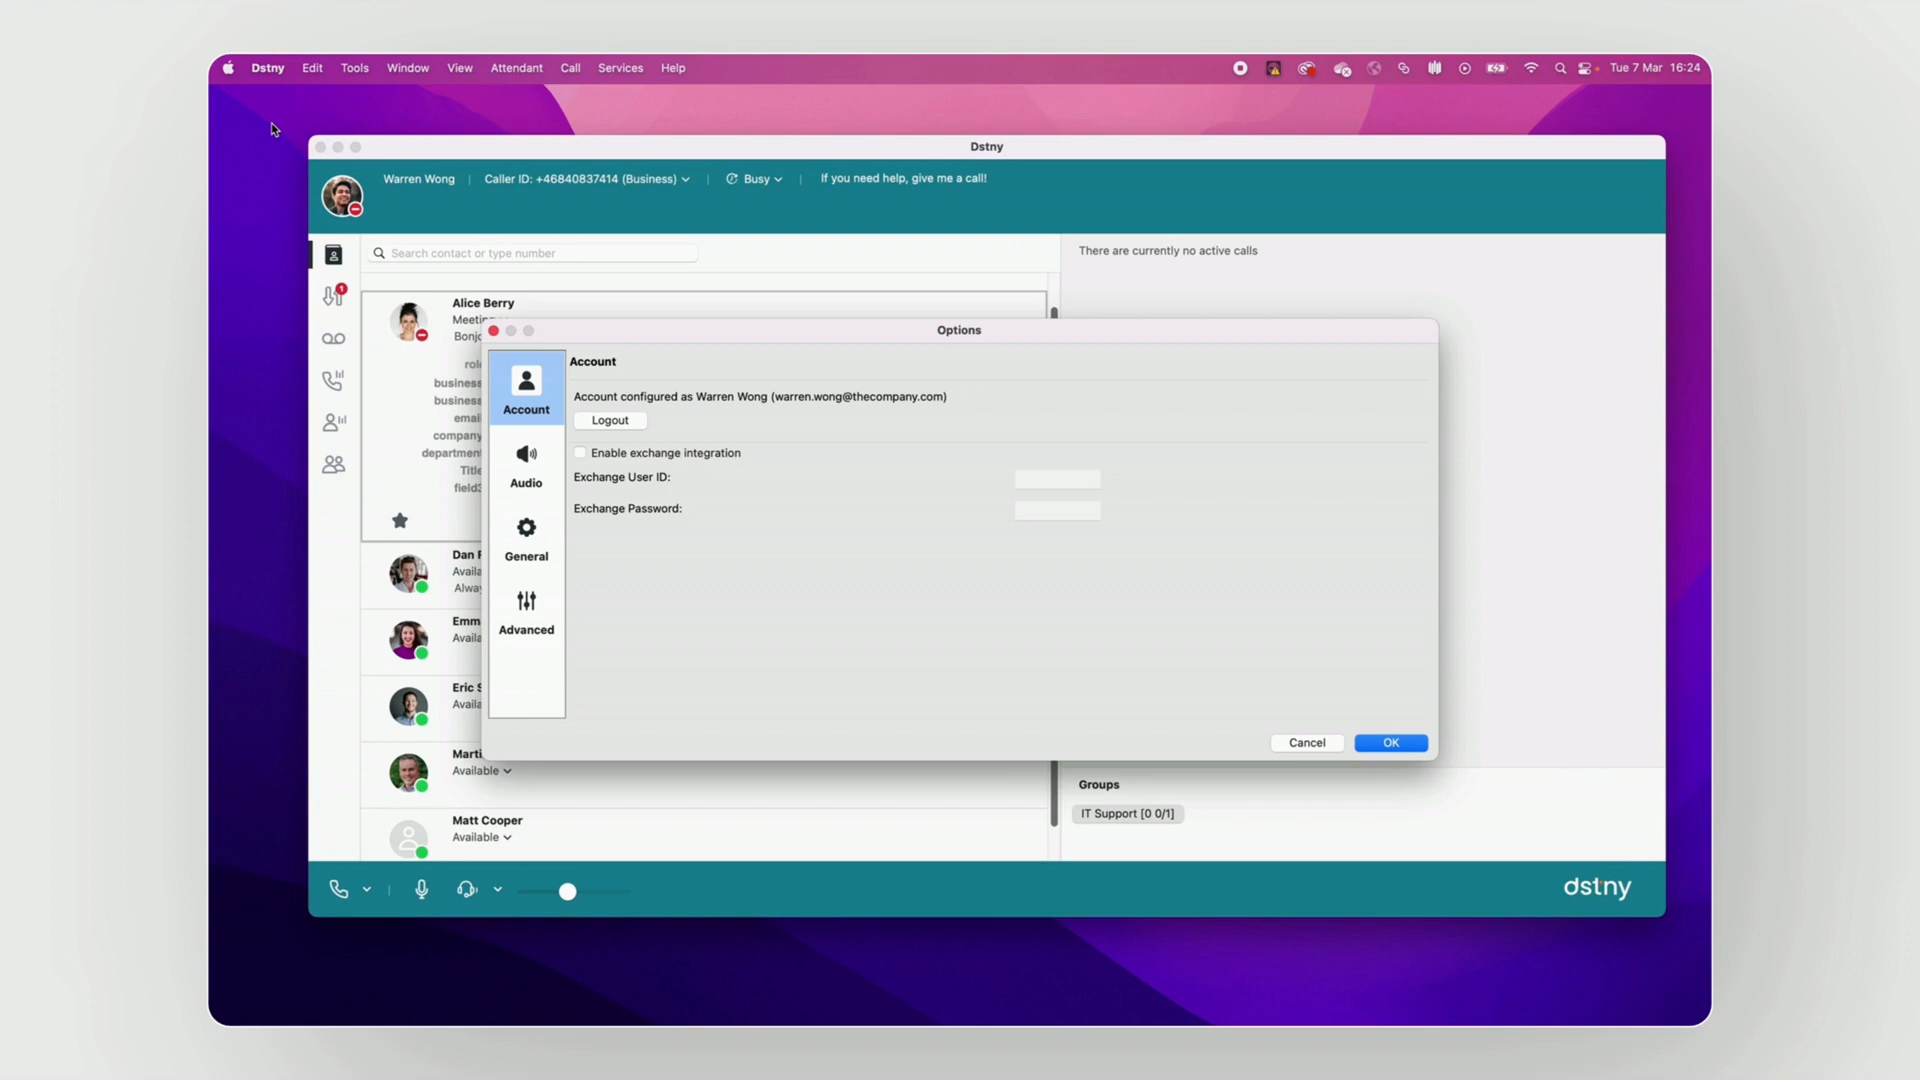 Dstny Edit Tools Window View Attendant Call Services Help
Tue 7 Mar 16:24
Dstny
Warren Wong | Caller ID: +46840837414 (Business) | Busy | If you need help, give me a call!
Search contact or type number
There are currently no active calls
1
Alice Berry
business
business
company
Options
Account
Audio
General
Advanced
Account
Account configured as Warren Wong (warren.wong@thecompany.com)
Logout
Enable exchange integration
Exchange User ID:
Exchange Password:
Cancel
OK
Dan
Available
Matt Cooper
Available
Groups
IT Support [0 0/1]
dstny